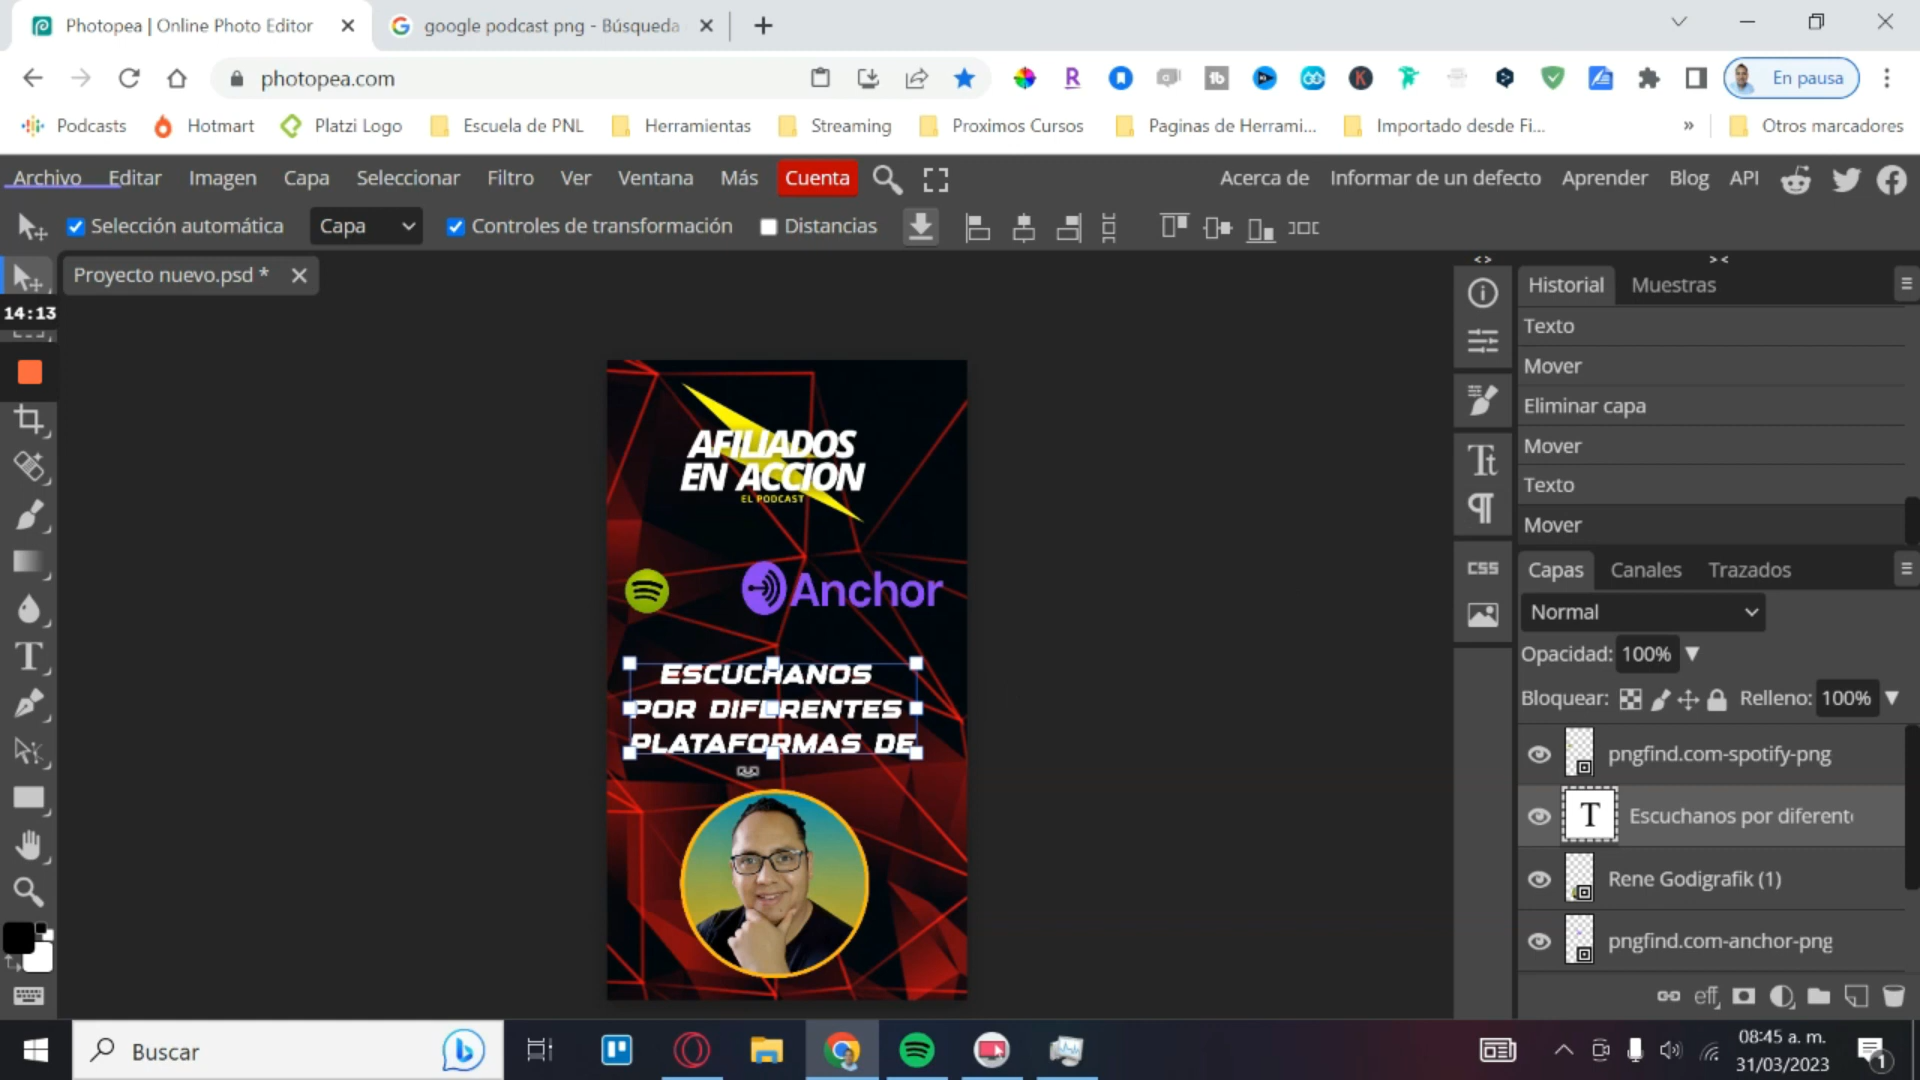 Photopea | Online Photo Editor
google podcast png - Búsqueda
photopea.com
En pausa
Podcasts
Hotmart
Platzi Logo
Escuela de PNL
Herramientas
Streaming
Proximos Cursos
Paginas de Herrami...
Importado desde Fi...
»
Otros marcadores
Archivo
Editar
Imagen
Capa
Seleccionar
Filtro
Ver
Ventana
Más
Cuenta
Acerca de
Informar de un defecto
Aprender
Blog
API
Selección automática
Capa
Controles de transformación
Distancias
Proyecto nuevo.psd *
14:13
AFILIADOS
EN ACCION
EL PODCAST
Anchor
ESCUCHANOS
POR DIFERENTES
PLATAFORMAS DE
Historial
Muestras
Texto
Mover
Eliminar capa
Mover
Texto
Mover
CSS
Capas
Canales
Trazados
Normal
Opacidad: 100%
Bloquear:
Relleno: 100%
pngfind.com-spotify-png
Escuchanos por diferent
Rene Godigrafik (1)
pngfind.com-anchor-png
eff
Buscar
08:45 a. m.
31/03/2023
1